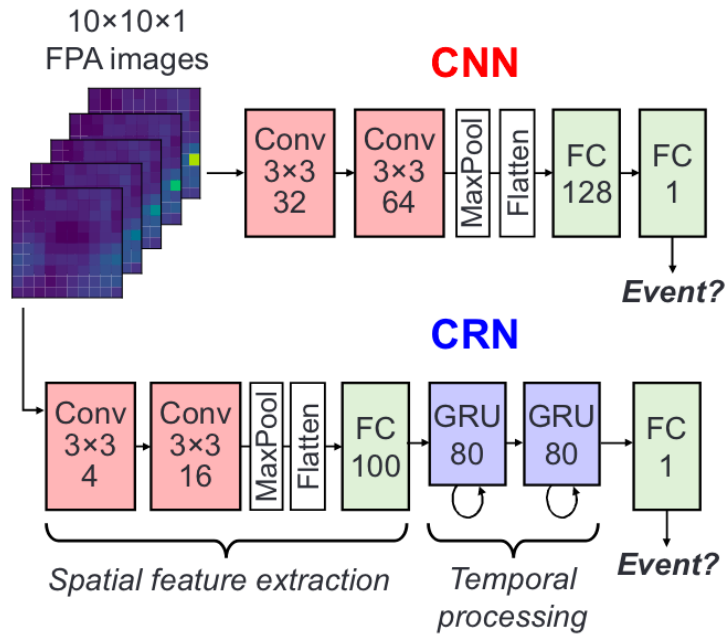 10×10×1
FPA images
CNN
Conv
3×3
32
Conv
3×3
64
MaxPool
Flatten
FC
128
FC
1
Event?
CRN
Conv
3×3
4
Conv
3×3
16
MaxPool
Flatten
FC
100
GRU
80
GRU
80
FC
1
Event?
Spatial feature extraction
Temporal
processing